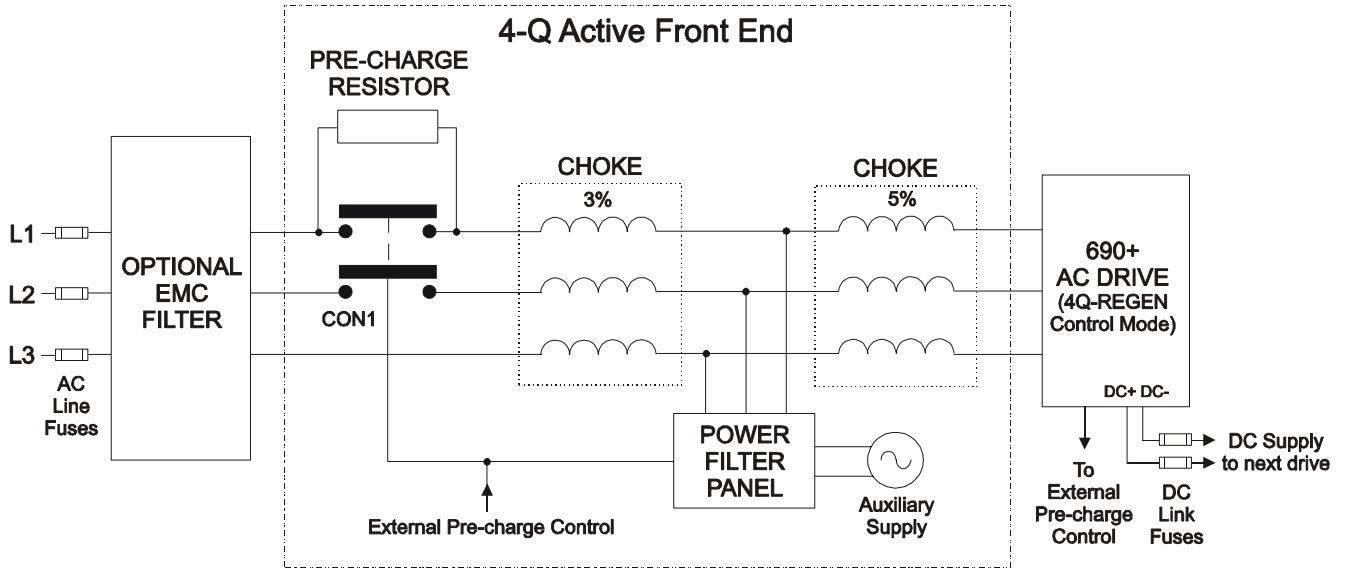 4-Q Active Front End
PRE-CHARGE
RESISTOR
CHOKE
3%
CHOKE
5%
L1
L2
L3
AC
Line
Fuses
OPTIONAL
EMC
FILTER
CON1
690+
AC DRIVE
(4Q-REGEN
Control Mode)
DC+ DC-
POWER
FILTER
PANEL
Auxiliary
Supply
External Pre-charge Control
To
External
Pre-charge
Control
DC
Link
Fuses
DC Supply
to next drive